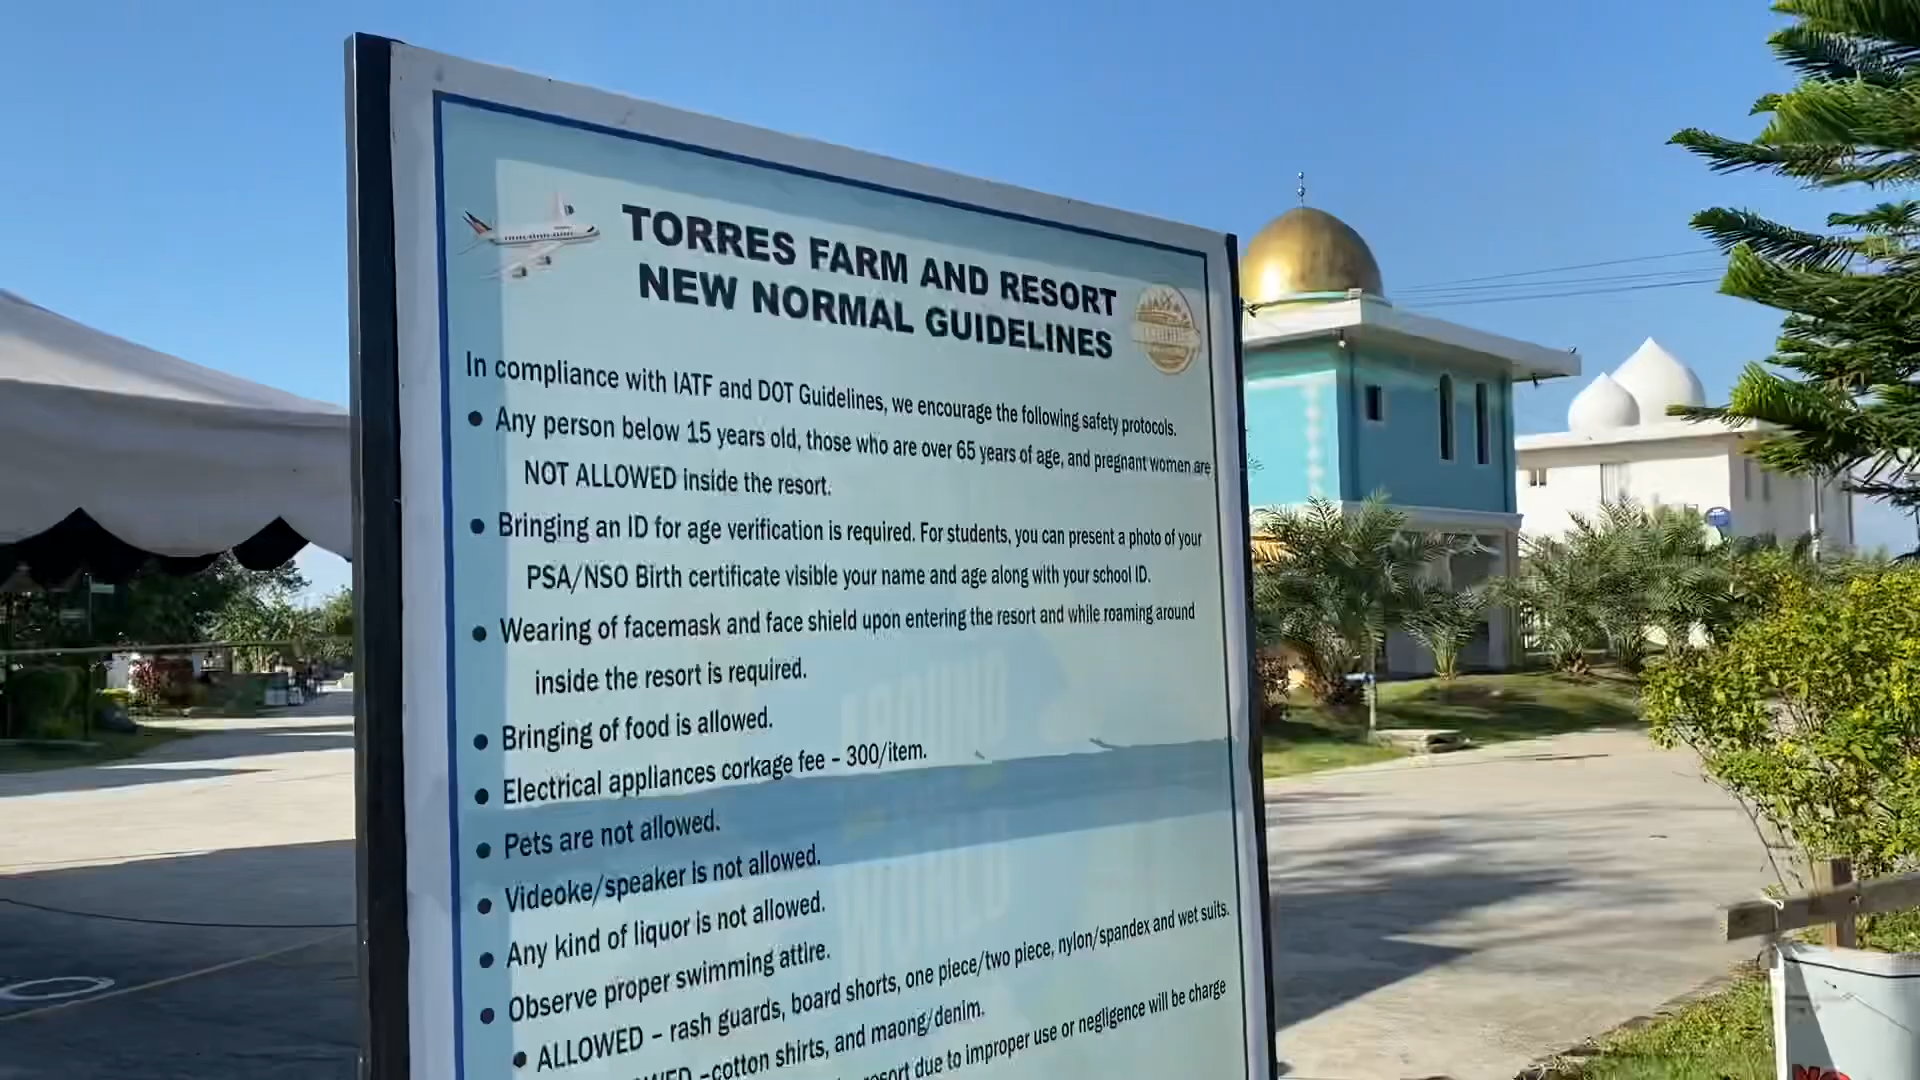 TORRES FARM AND RESORT
NEW NORMAL GUIDELINES
In compliance with IATF and DOT Guidelines, we encourage the following safety protocols.
• Any person below 15 years old, those who are over 65 years of age, and pregnant women are
NOT ALLOWED inside the resort.
• Bringing an ID for age verification is required. For students, you can present a photo of your
PSA/NSO Birth certificate visible your name and age along with your school ID.
• Wearing of facemask and face shield upon entering the resort and while roaming around
inside the resort is required.
• Bringing of food is allowed.
• Electrical appliances corkage fee – 300/item.
• Pets are not allowed.
• Videoke/speaker is not allowed.
• Any kind of liquor is not allowed.
• Observe proper swimming attire.
• ALLOWED – rash guards, board shorts, one piece/two piece, nylon/spandex and wet suits.
–cotton shirts, and maong/denim.
due to improper use or negligence will be charge
AROUND
THE
WORLD
NO